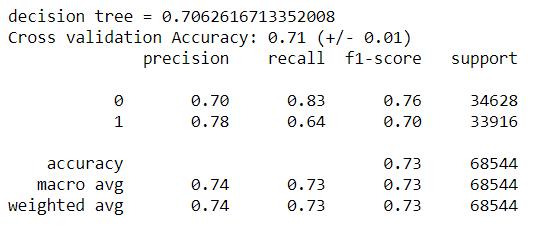 decision tree = 0.7062616713352008
Cross validation Accuracy: 0.71 (+/- 0.01)
precision recall f1-score support
0 0.70 0.83 0.76 34628
1 0.78 0.64 0.70 33916
accuracy 0.73 68544
macro avg 0.74 0.73 0.73 68544
weighted avg 0.74 0.73 0.73 68544